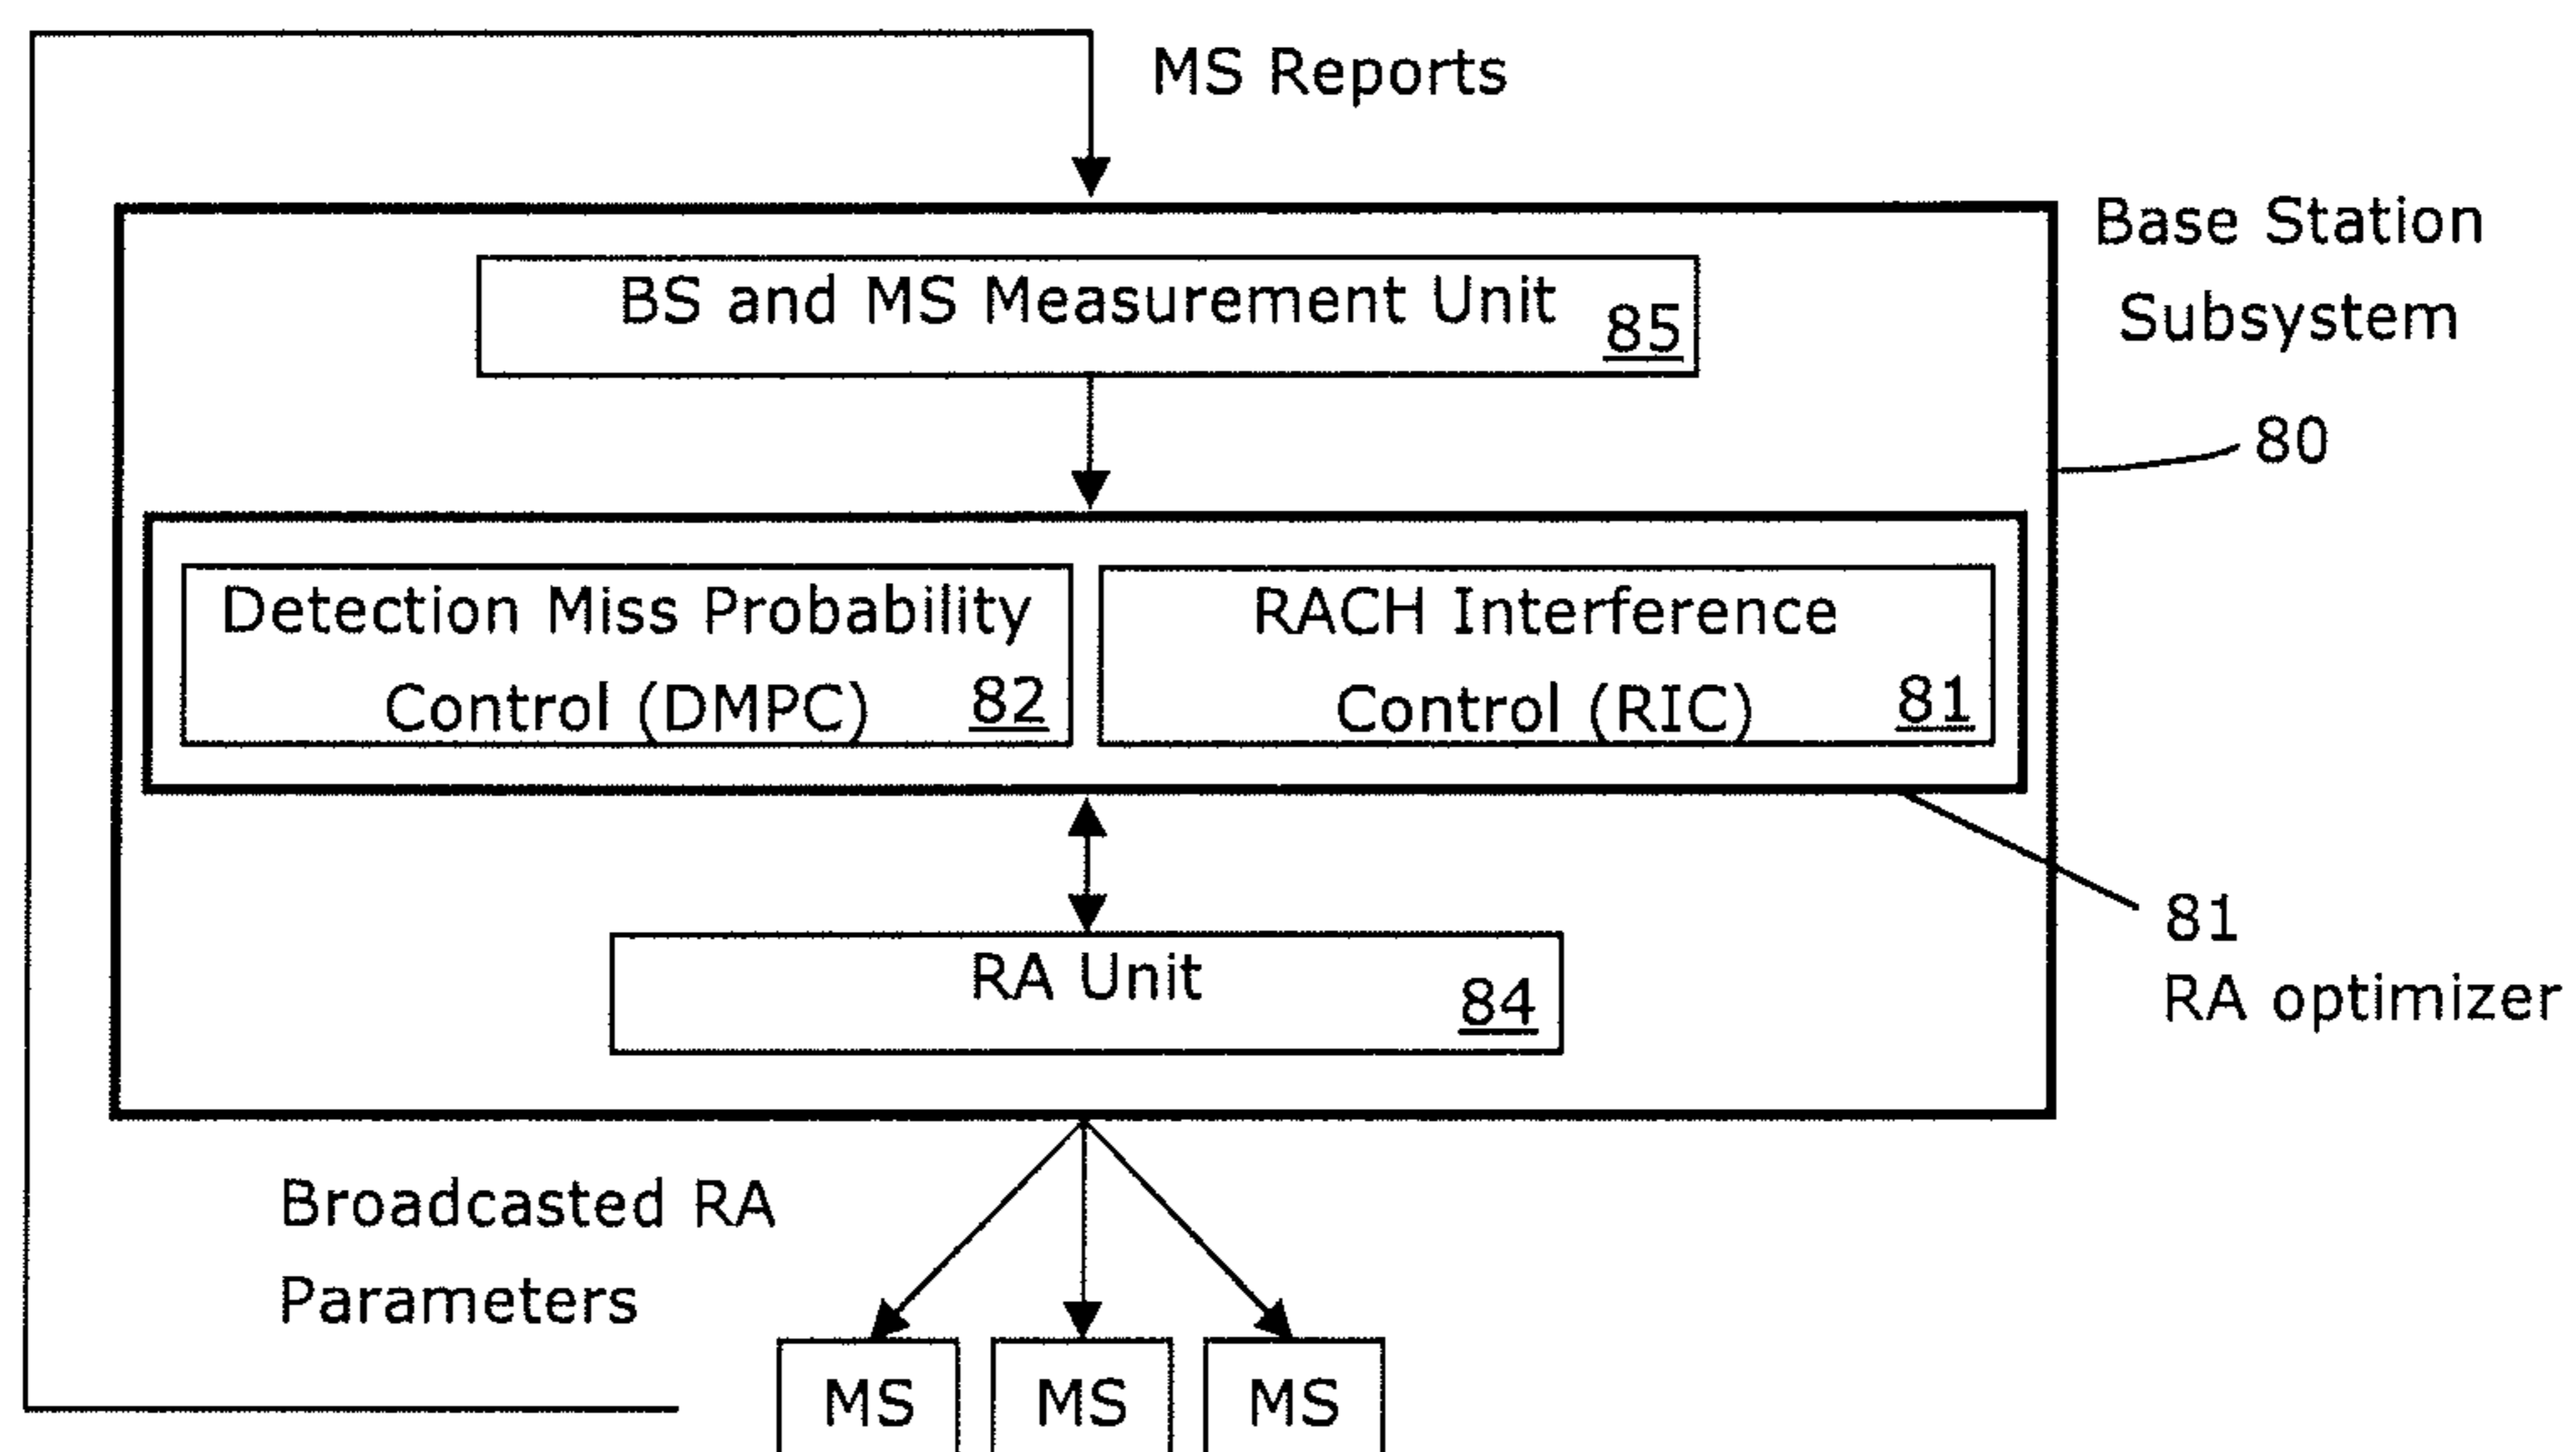 MS Reports
Base Station
Subsystem
80
BS and MS Measurement Unit
85
Detection Miss Probability
Control (DMPC)
82
RACH Interference
Control (RIC)
81
81
RA optimizer
RA Unit
84
Broadcasted RA
Parameters
MS
MS
MS